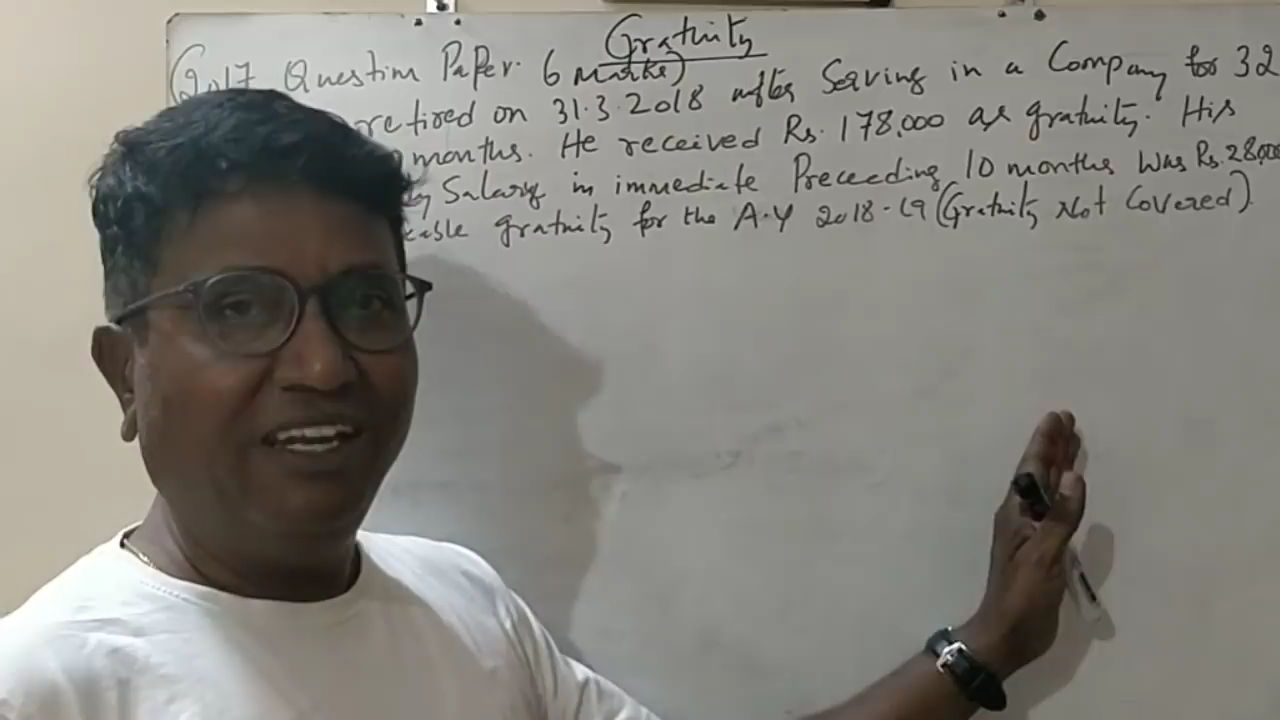 Gratuity
(2017 Question Paper. 6 marks)
retired on 31.3.2018 after Serving in a Company for 32
months. He received Rs. 178,000 as gratuity. His
Salary in immediate Preceeding 10 months was Rs. 28,000
gratuity for the A.Y 2018-19 (Gratuity Not Covered).